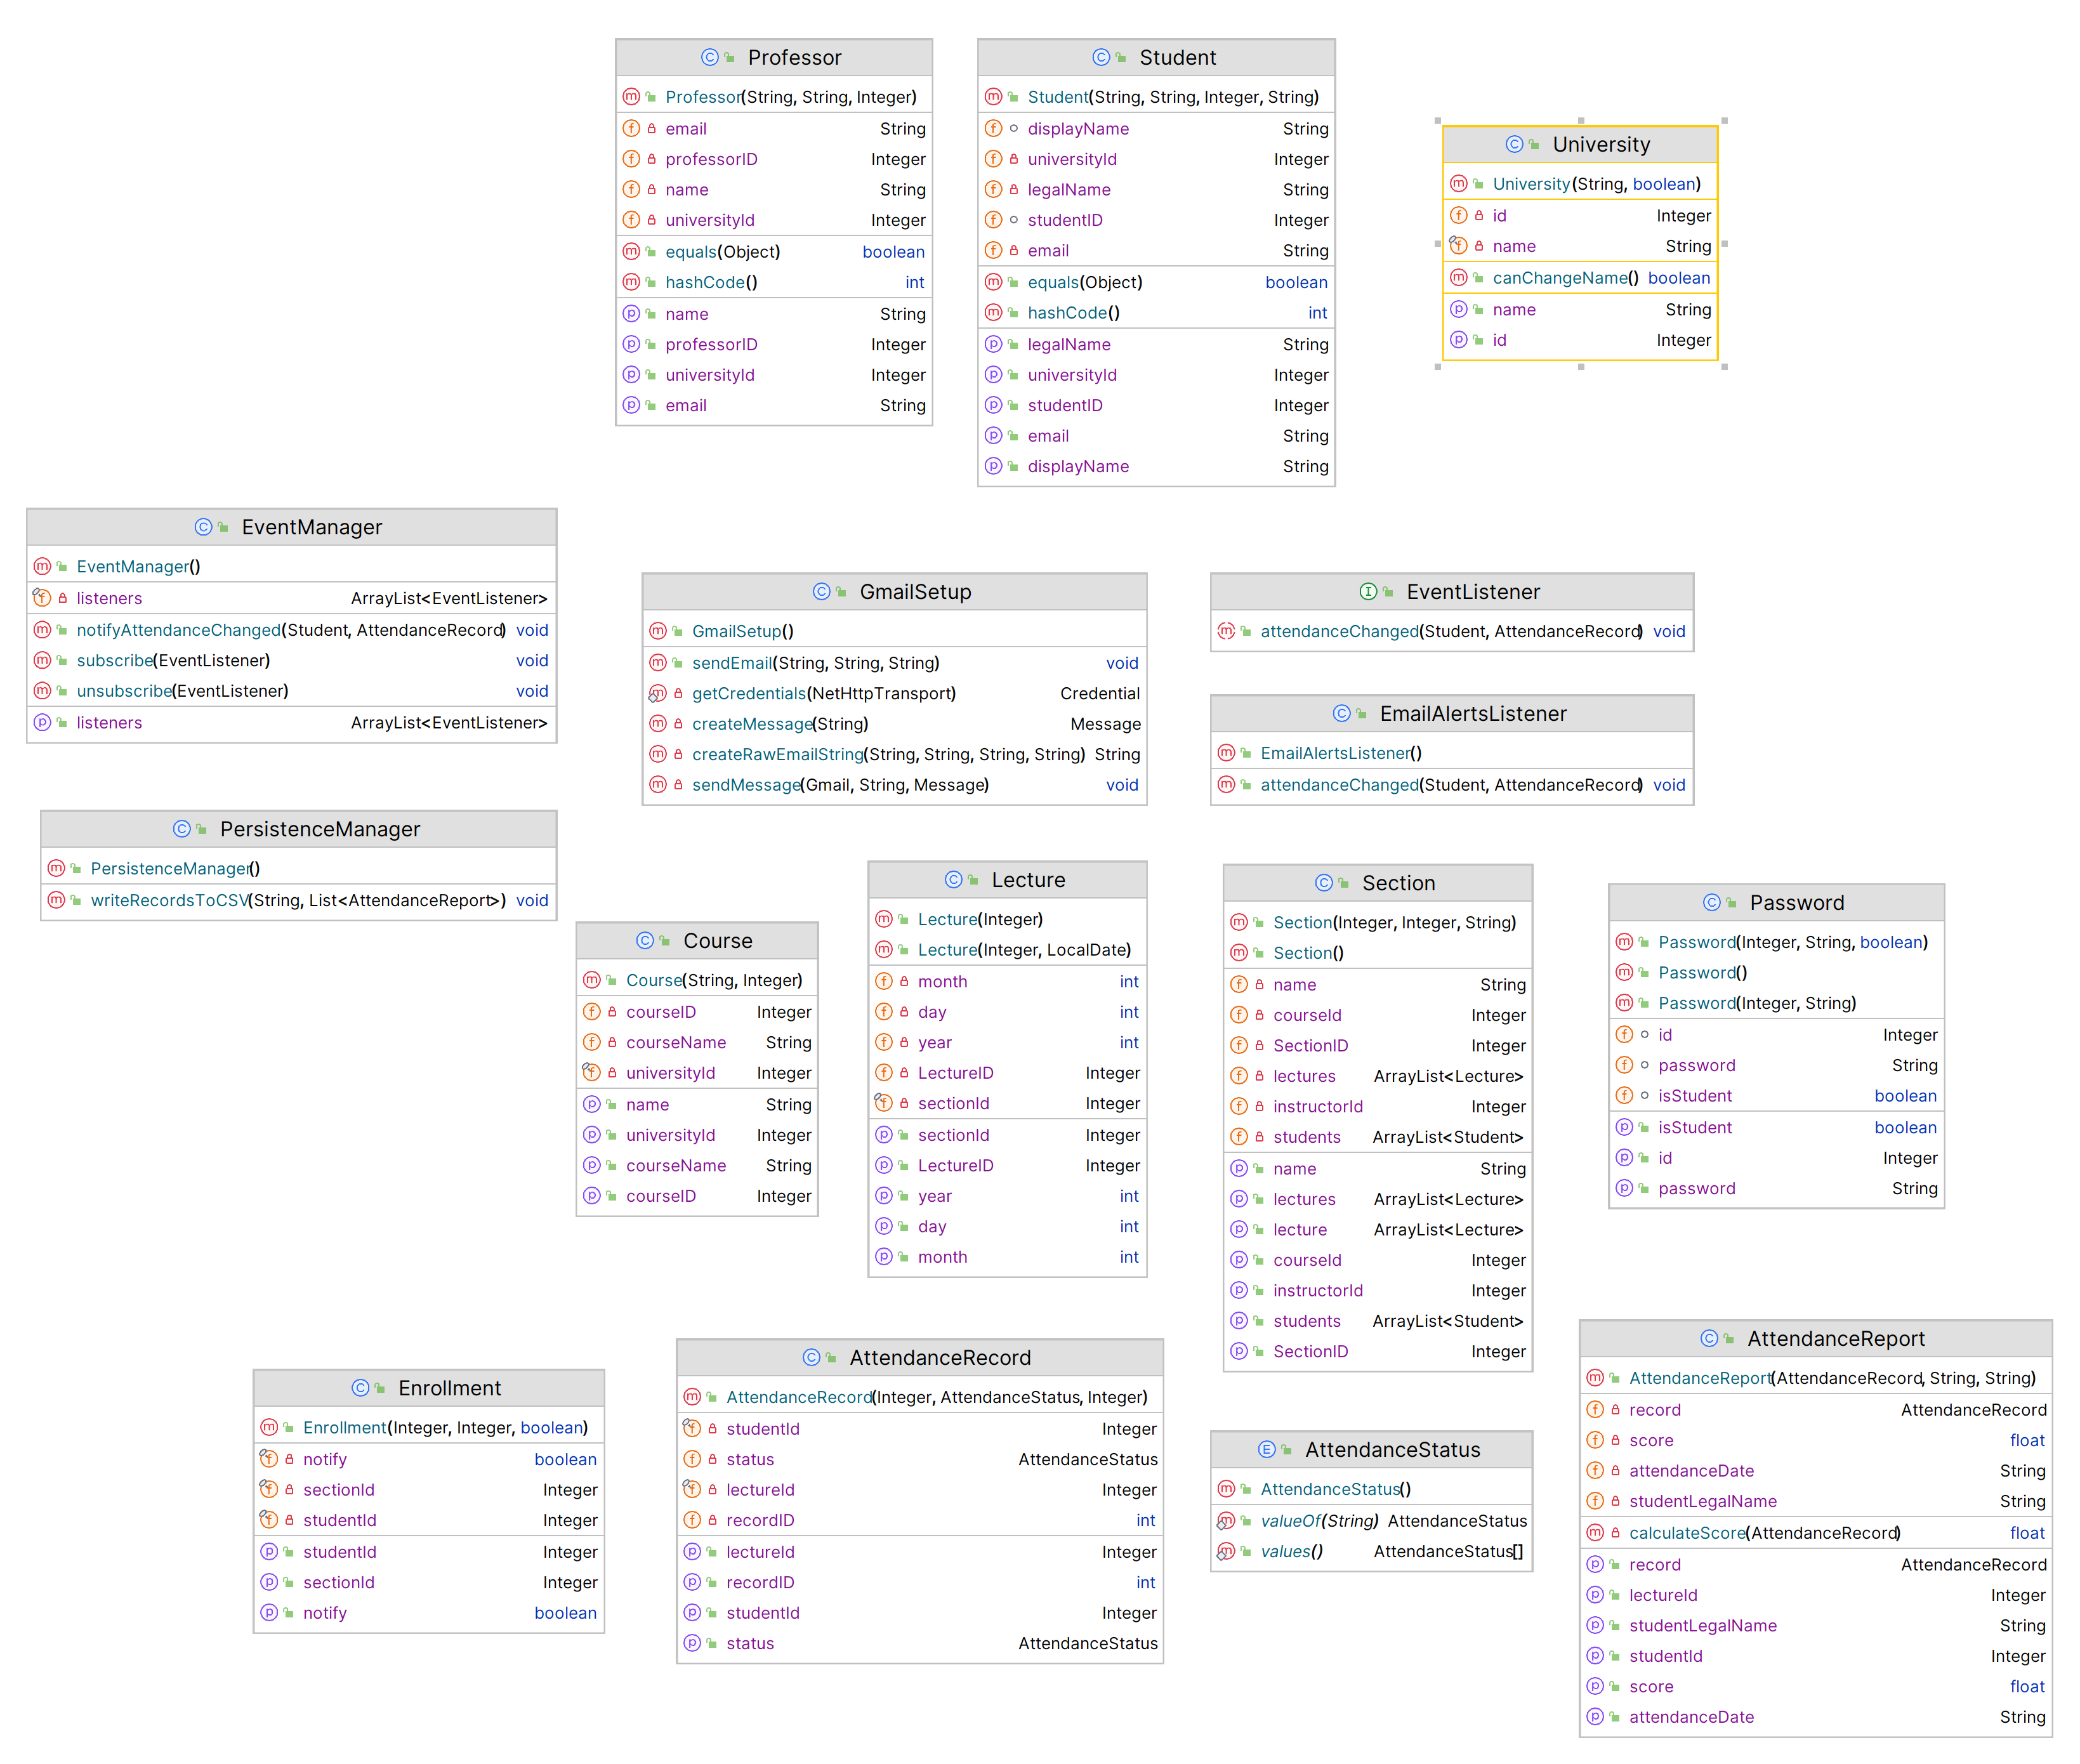 Professor
Professor(String, String, Integer)
email String
professorID Integer
name String
universityId Integer
equals(Object) boolean
hashCode() int
name String
professorID Integer
universityId Integer
email String
Student
Student(String, String, Integer, String)
displayName String
universityId Integer
legalName String
studentID Integer
email String
equals(Object) boolean
hashCode() int
legalName String
universityId Integer
studentID Integer
email String
displayName String
University
University(String, boolean)
id Integer
name String
canChangeName() boolean
name String
id Integer
EventManager
EventManager()
listeners ArrayList<EventListener>
notifyAttendanceChanged(Student, AttendanceRecord) void
subscribe(EventListener) void
unsubscribe(EventListener) void
listeners ArrayList<EventListener>
GmailSetup
GmailSetup()
sendEmail(String, String, String) void
getCredentials(NetHttpTransport) Credential
createMessage(String) Message
createRawEmailString(String, String, String, String) String
sendMessage(Gmail, String, Message) void
EventListener
attendanceChanged(Student, AttendanceRecord) void
EmailAlertsListener
EmailAlertsListener()
attendanceChanged(Student, AttendanceRecord) void
PersistenceManager
PersistenceManager()
writeRecordsToCSV(String, List<AttendanceReport>) void
Course
Course(String, Integer)
courseID Integer
courseName String
universityId Integer
name String
universityId Integer
courseName String
courseID Integer
Lecture
Lecture(Integer)
Lecture(Integer, LocalDate)
month int
day int
year int
LectureID Integer
sectionId Integer
sectionId Integer
LectureID Integer
year int
day int
month int
Section
Section(Integer, Integer, String)
Section()
name String
courseId Integer
SectionID Integer
lectures ArrayList<Lecture>
instructorId Integer
students ArrayList<Student>
name String
lectures ArrayList<Lecture>
lecture ArrayList<Lecture>
courseId Integer
instructorId Integer
students ArrayList<Student>
SectionID Integer
Password
Password(Integer, String, boolean)
Password()
Password(Integer, String)
id Integer
password String
isStudent boolean
isStudent boolean
id Integer
password String
Enrollment
Enrollment(Integer, Integer, boolean)
notify boolean
sectionId Integer
studentId Integer
studentId Integer
sectionId Integer
notify boolean
AttendanceRecord
AttendanceRecord(Integer, AttendanceStatus, Integer)
studentId Integer
status AttendanceStatus
lectureId Integer
recordID int
lectureId Integer
recordID int
studentId Integer
status AttendanceStatus
AttendanceStatus
AttendanceStatus()
valueOf(String) AttendanceStatus
values() AttendanceStatus[]
AttendanceReport
AttendanceReport(AttendanceRecord, String, String)
record AttendanceRecord
score float
attendanceDate String
studentLegalName String
calculateScore(AttendanceRecord) float
record AttendanceRecord
lectureId Integer
studentLegalName String
studentId Integer
score float
attendanceDate String